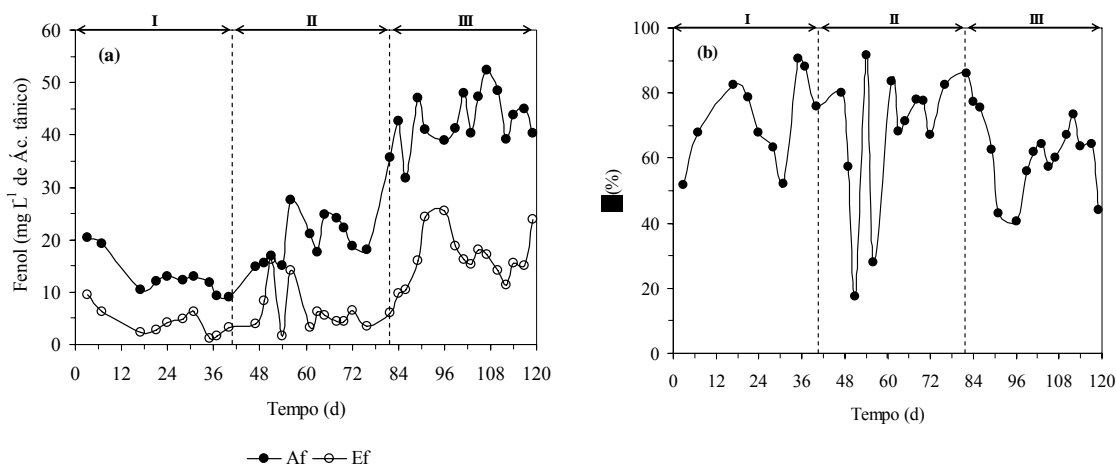 I II III
(a)
60
50
40
30
20
10
0
Fenol (mg L⁻¹ de Ác. tânico)
0 12 24 36 48 60 72 84 96 108 120
Tempo (d)
Af Ef
I II III
(b)
100
80
60
40
20
0
(%)
0 12 24 36 48 60 72 84 96 108 120
Tempo (d)